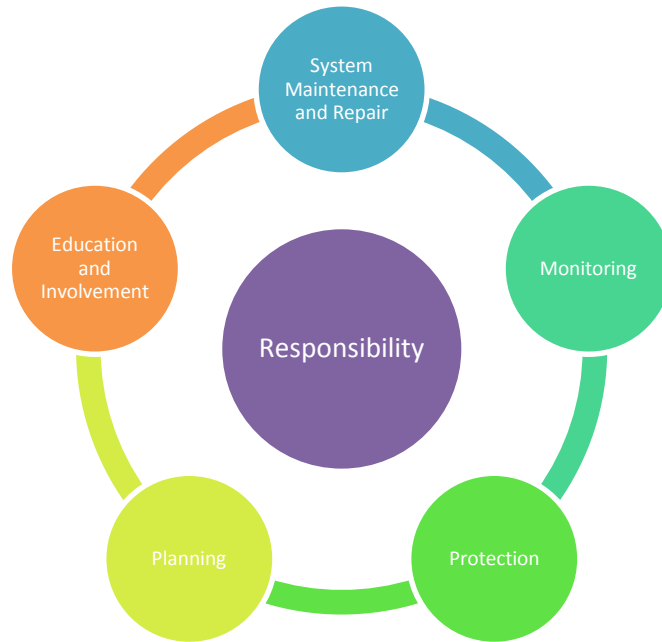 System
Maintenance
and Repair
Education
and
Involvement
Monitoring
Responsibility
Planning
Protection